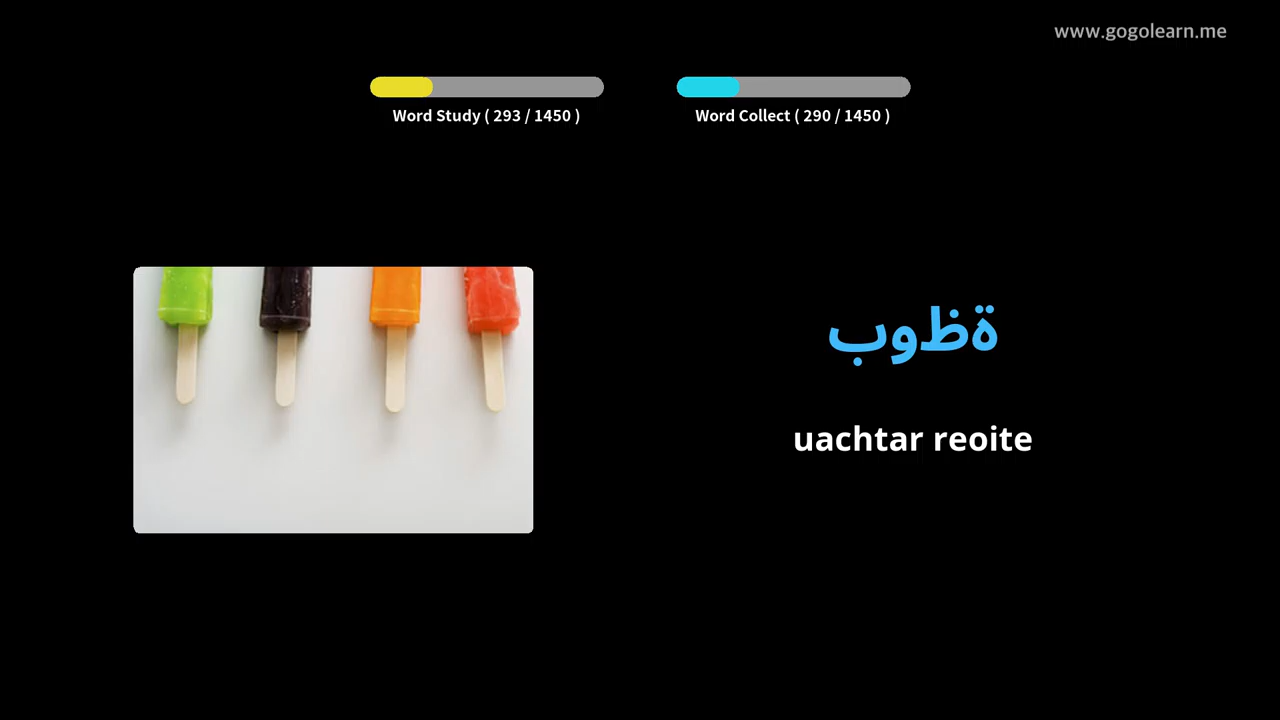 www.gogolearn.me
Word Study ( 293 / 1450 )
Word Collect ( 290 / 1450 )
ةظوب
uachtar reoite